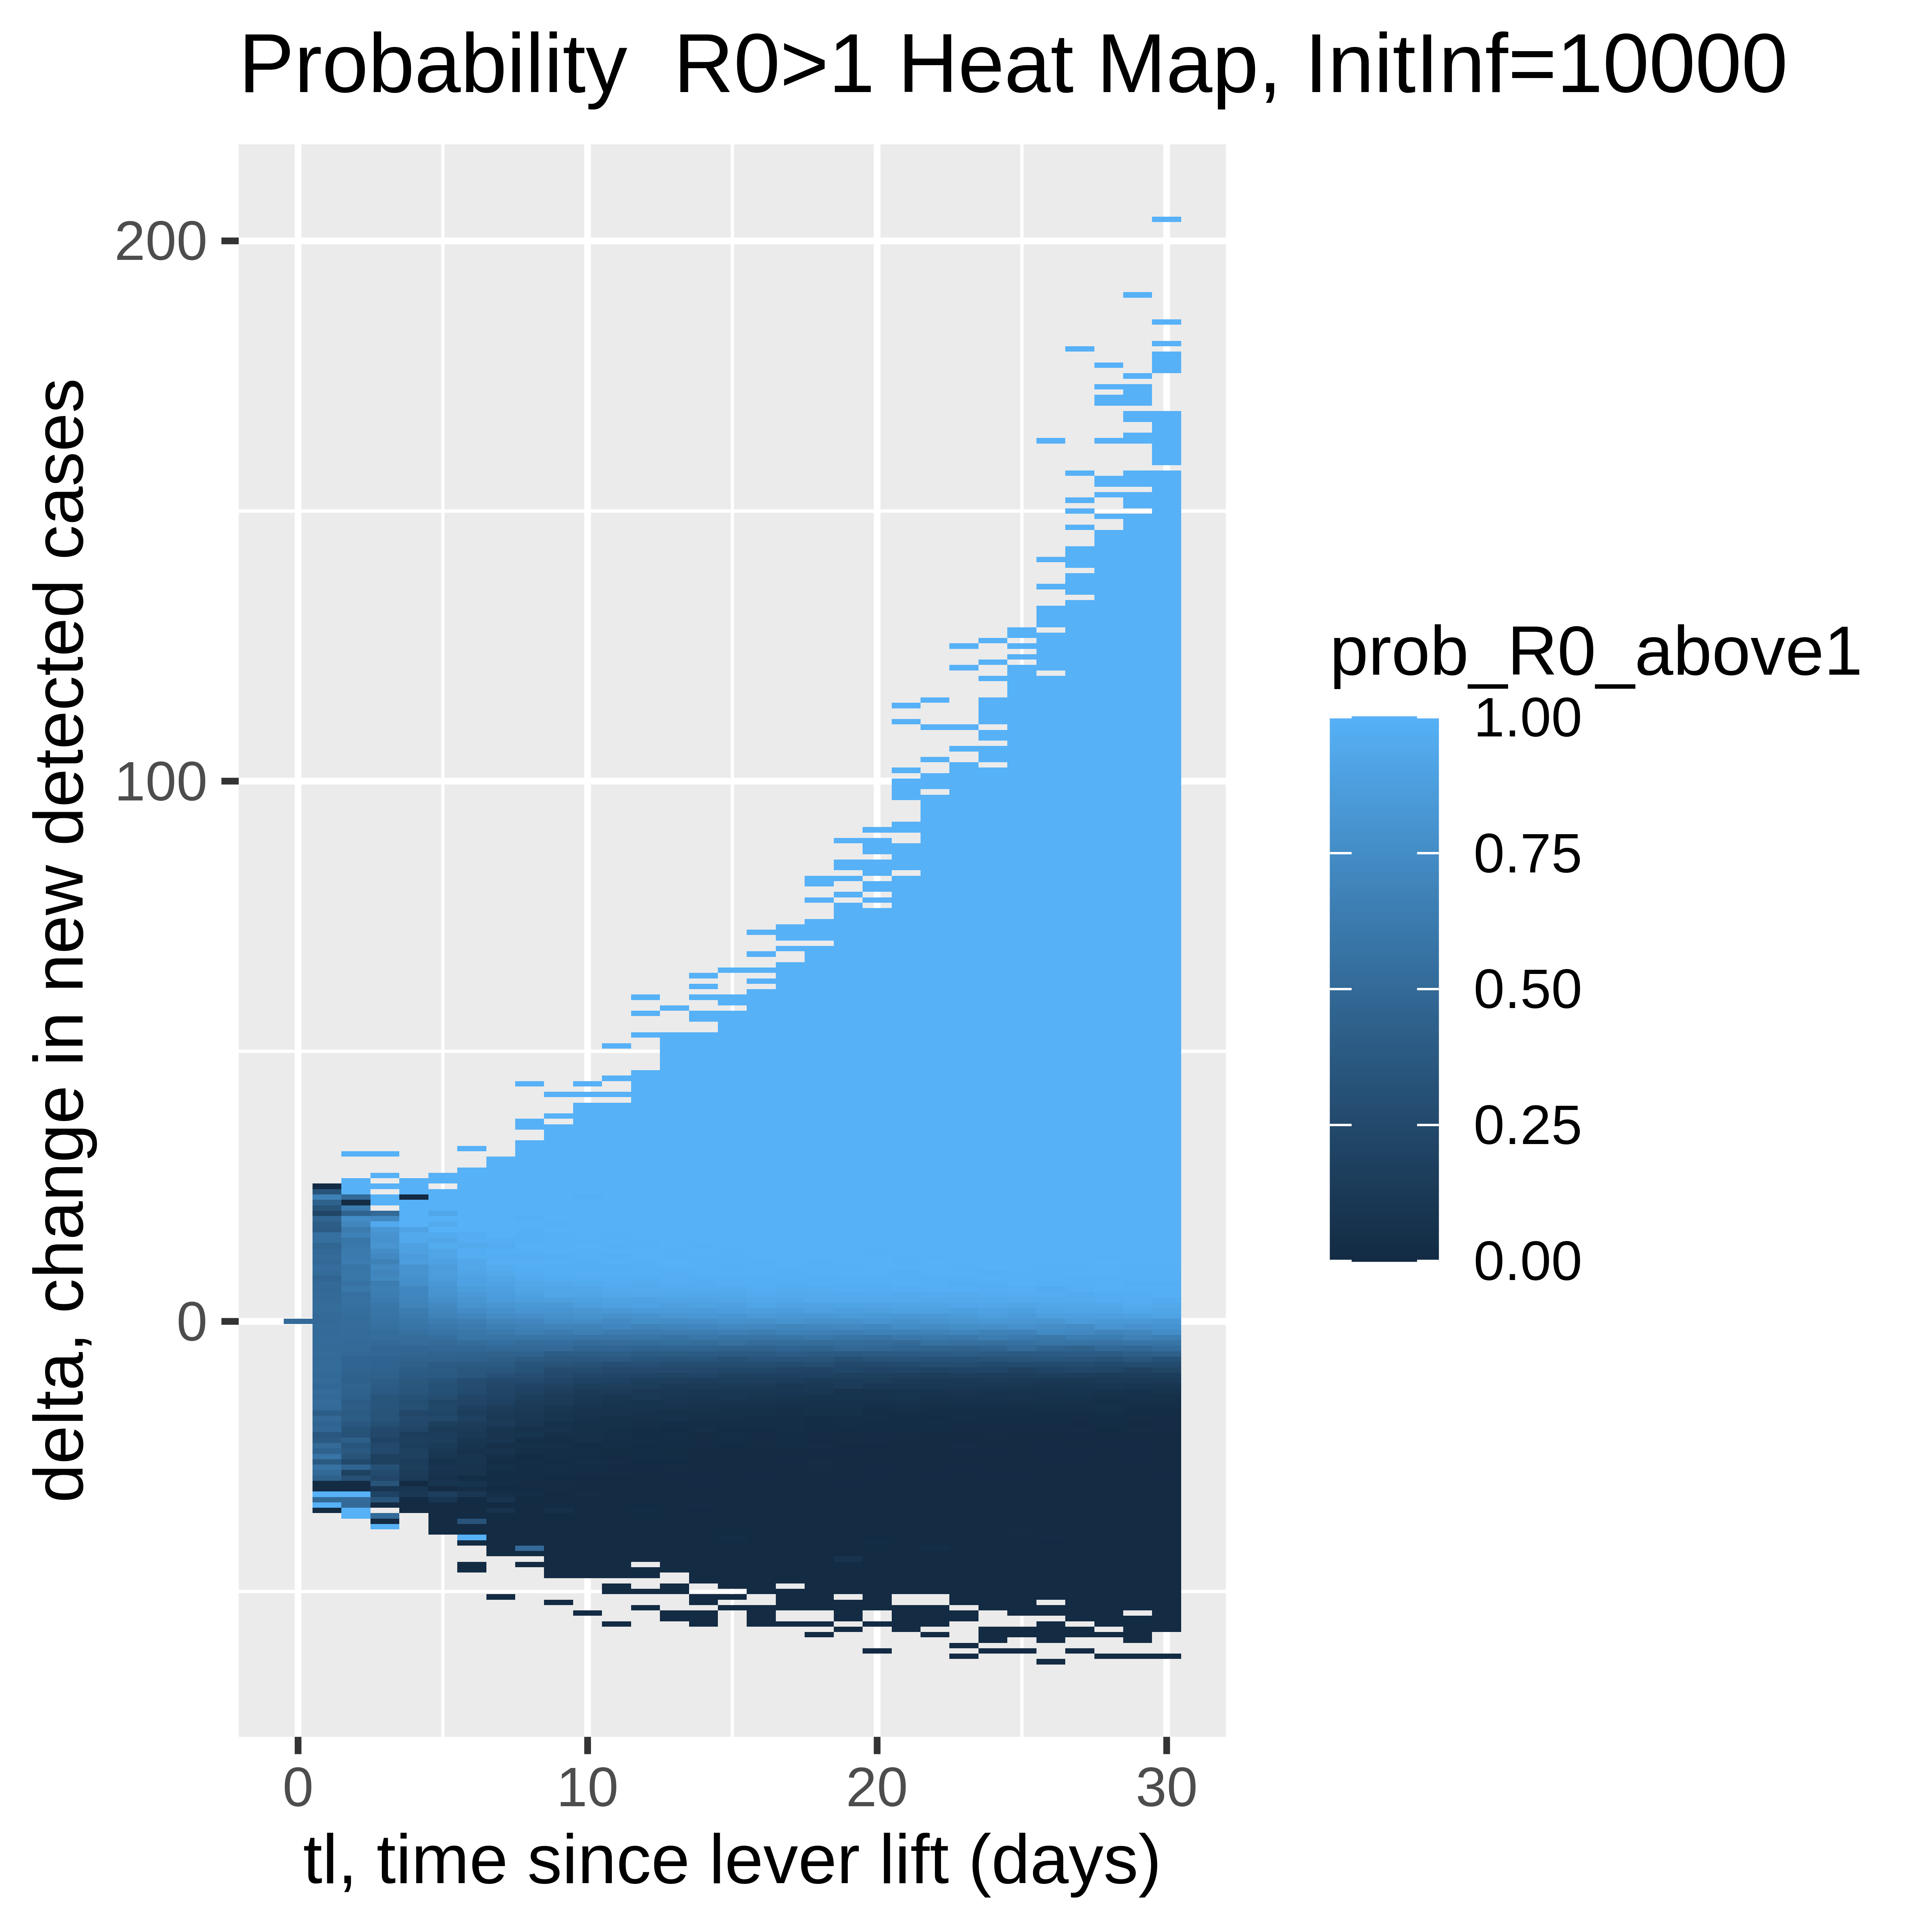 Probability  R0>1 Heat Map, InitInf=10000
delta, change in new detected cases
200
100
0
0 10 20 30
tl, time since lever lift (days)
prob_R0_above1
1.00
0.75
0.50
0.25
0.00